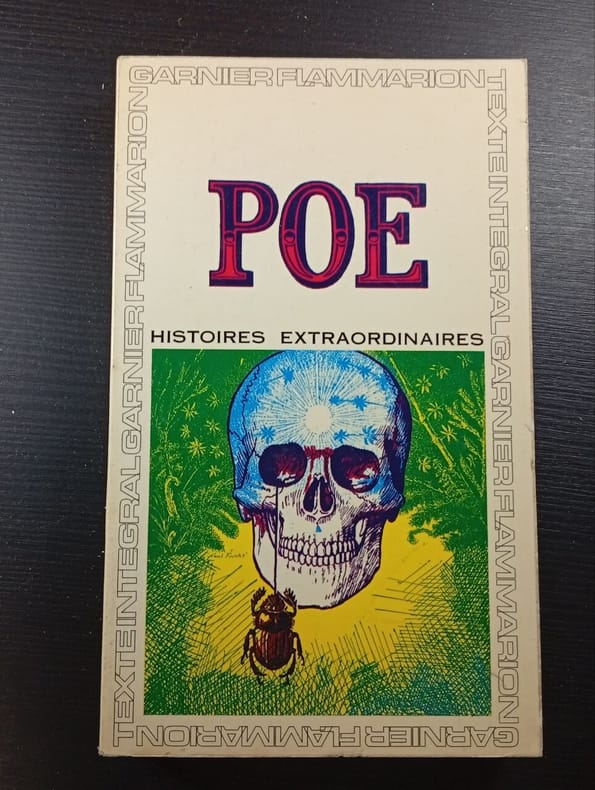 GARNIER FLAMMARION
TEXTE INTEGRAL GARNIER FLAMMARION
GARNIER FLAMMARION
TEXTE INTEGRAL GARNIER FLAMMARION
POE
HISTOIRES EXTRAORDINAIRES